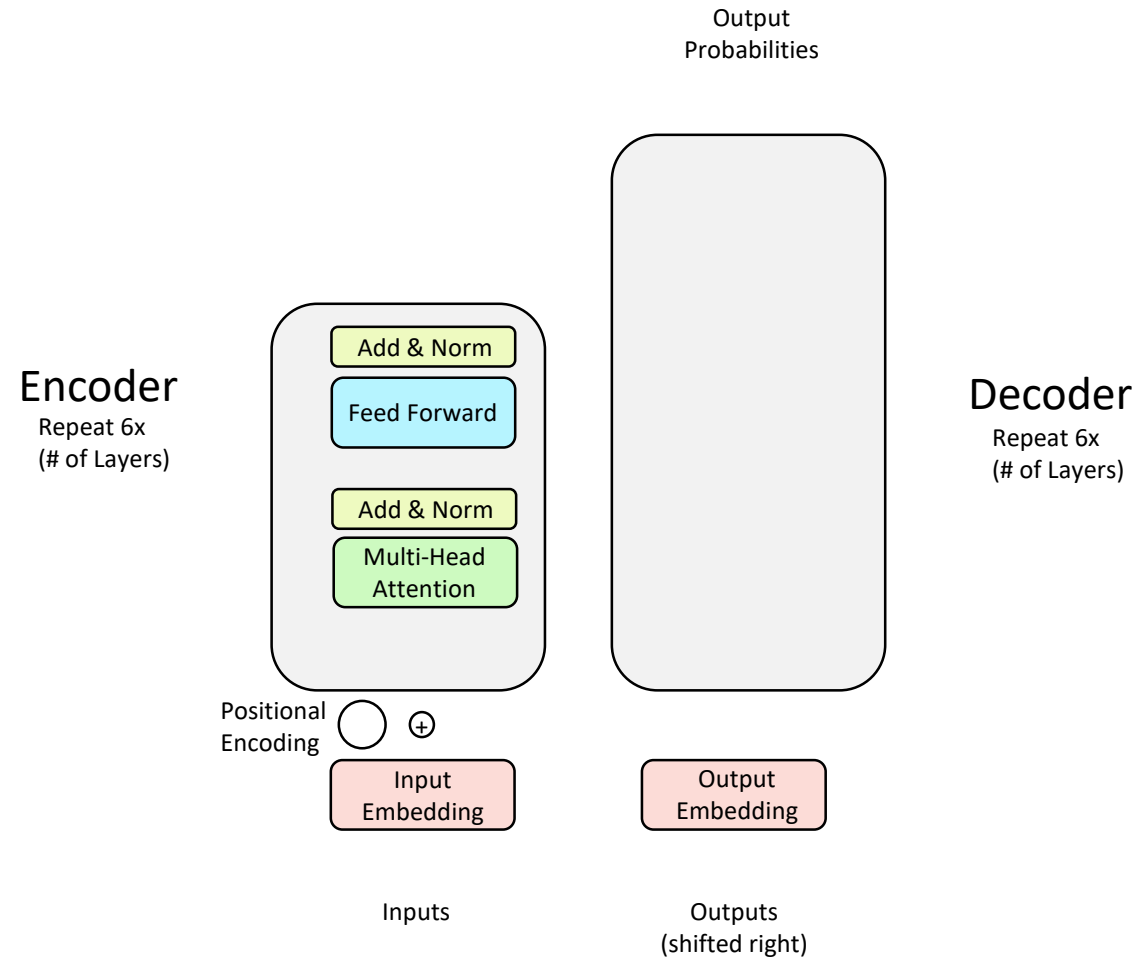 Output
Probabilities
Encoder
Repeat 6x
(# of Layers)
Add & Norm
Feed Forward
Add & Norm
Multi-Head
Attention
Decoder
Repeat 6x
(# of Layers)
Positional
Encoding
+
Input
Embedding
Output
Embedding
Inputs
Outputs
(shifted right)